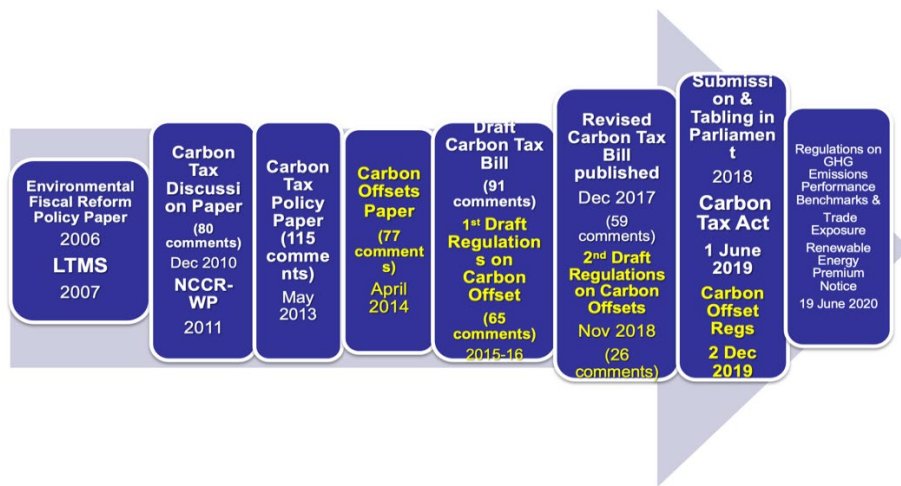 Environmental
Fiscal Reform
Policy Paper
2006
LTMS
2007
Carbon
Tax
Discussi
on Paper
(80
comments)
Dec 2010
NCCR-
WP
2011
Carbon
Tax
Policy
Paper
(115
comme
nts)
May
2013
Carbon
Offsets
Paper
(77
comment
s)
April
2014
Draft
Carbon Tax
Bill
(91
comments)
1st Draft
Regulation
s on
Carbon
Offset
(65
comments)
2015-16
Revised
Carbon Tax
Bill
published
Dec 2017
(59
comments)
2nd Draft
Regulations
on Carbon
Offsets
Nov 2018
(26
comments)
Submissi
on &
Tabling in
Parliamen
t
2018
Carbon
Tax Act
1 June
2019
Carbon
Offset
Regs
2 Dec
2019
Regulations on
GHG
Emissions
Performance
Benchmarks &
Trade
Exposure
Renewable
Energy
Premium
Notice
19 June 2020